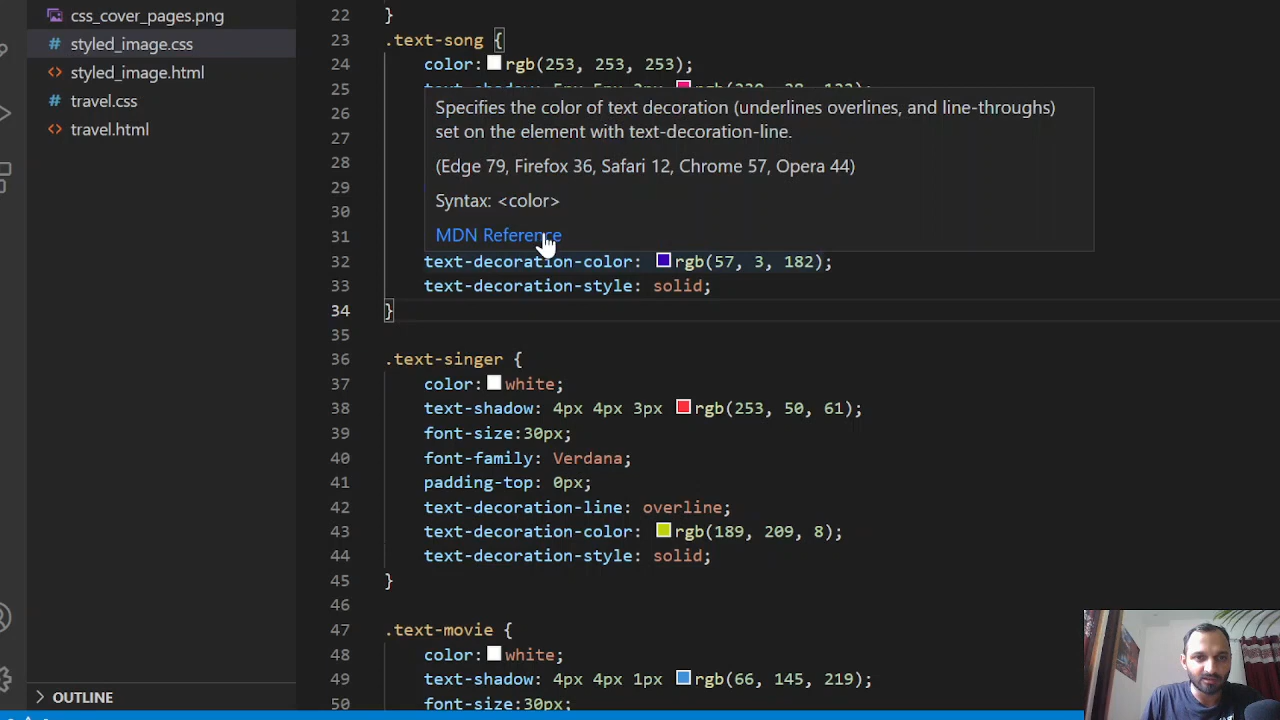 css_cover_pages.png
styled_image.css
styled_image.html
travel.css
travel.html
OUTLINE
22 }
23 .text-song {
24 color: rgb(253, 253, 253);
25
26
27
28
29
30
31
Specifies the color of text decoration (underlines overlines, and line-throughs)
set on the element with text-decoration-line.
(Edge 79, Firefox 36, Safari 12, Chrome 57, Opera 44)
Syntax: <color>
MDN Reference
32 text-decoration-color: rgb(57, 3, 182);
33 text-decoration-style: solid;
34 }
35
36 .text-singer {
37 color: white;
38 text-shadow: 4px 4px 3px rgb(253, 50, 61);
39 font-size:30px;
40 font-family: Verdana;
41 padding-top: 0px;
42 text-decoration-line: overline;
43 text-decoration-color: rgb(189, 209, 8);
44 text-decoration-style: solid;
45 }
46
47 .text-movie {
48 color: white;
49 text-shadow: 4px 4px 1px rgb(66, 145, 219);
50 font-size:30px;